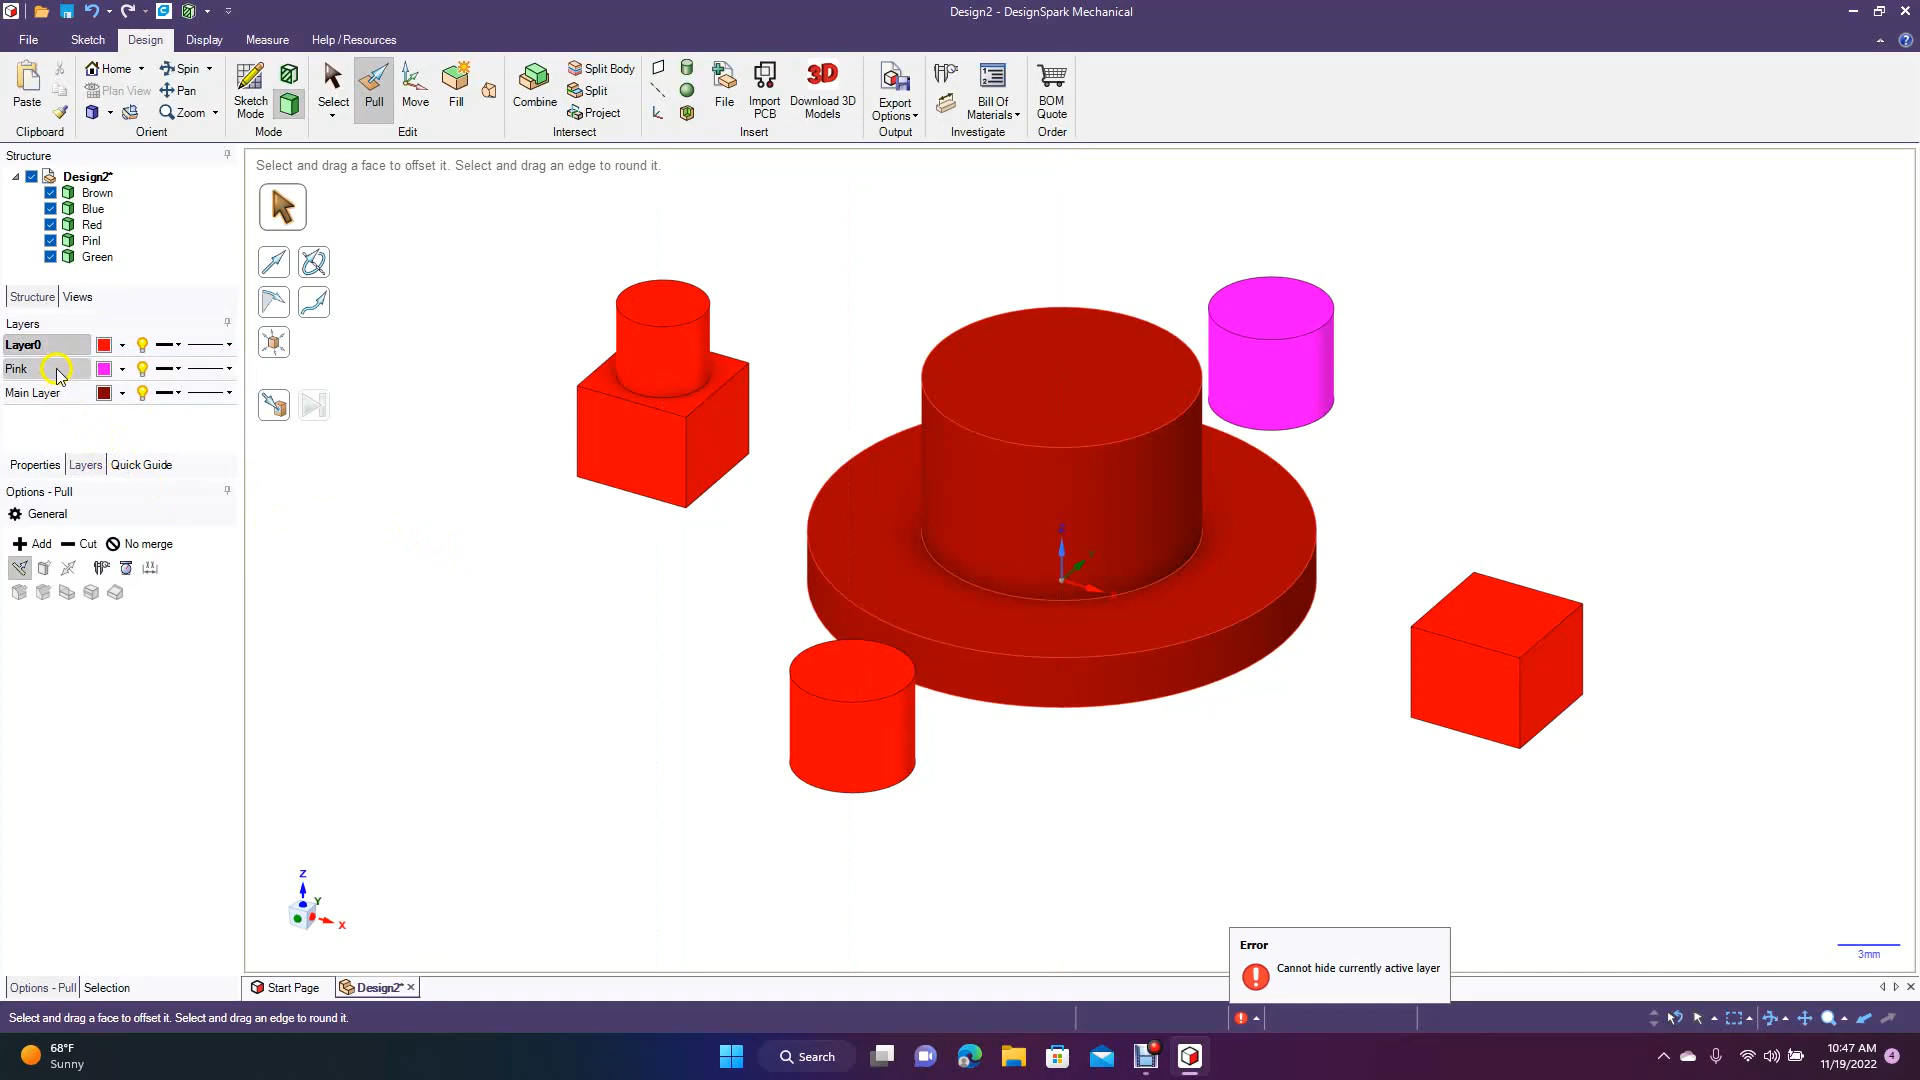 Design2 - DesignSpark Mechanical
File Sketch Design Display Measure Help / Resources
Paste
Clipboard
Home
Plan View
Spin
Pan
Zoom
Orient
Sketch Mode
Mode
Select
Pull
Move
Fill
Edit
Combine
Split Body
Split
Project
Intersect
File
Import PCB
3D
Download 3D Models
Insert
Export Options
Output
Bill Of Materials
Investigate
BOM Quote
Order
Structure
Design2*
Brown
Blue
Red
Pinl
Green
Structure Views
Layers
Layer0
Pink
Main Layer
Properties Layers Quick Guide
Options - Pull
General
Add Cut No merge
Select and drag a face to offset it. Select and drag an edge to round it.
Z
Y
X
3mm
Error
Cannot hide currently active layer
Options - Pull Selection
Start Page Design2*
Select and drag a face to offset it. Select and drag an edge to round it.
68°F
Sunny
Search
10:47 AM
11/19/2022
4